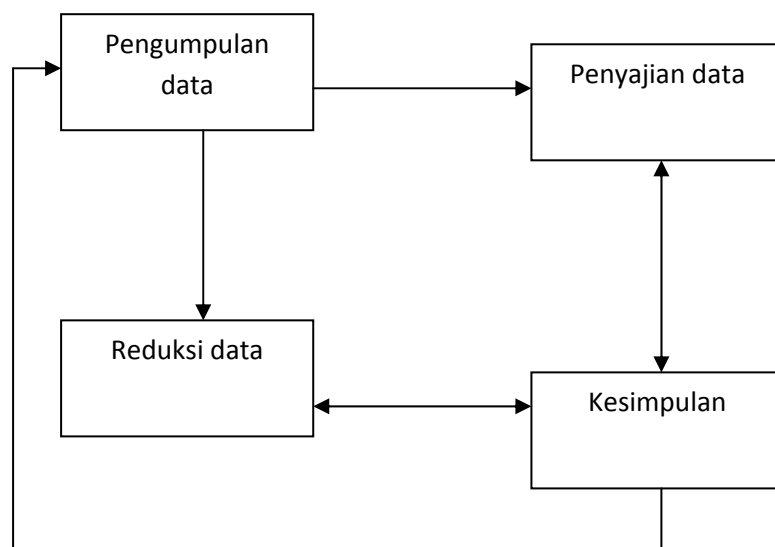 Pengumpulan
data
Penyajian data
Reduksi data
Kesimpulan